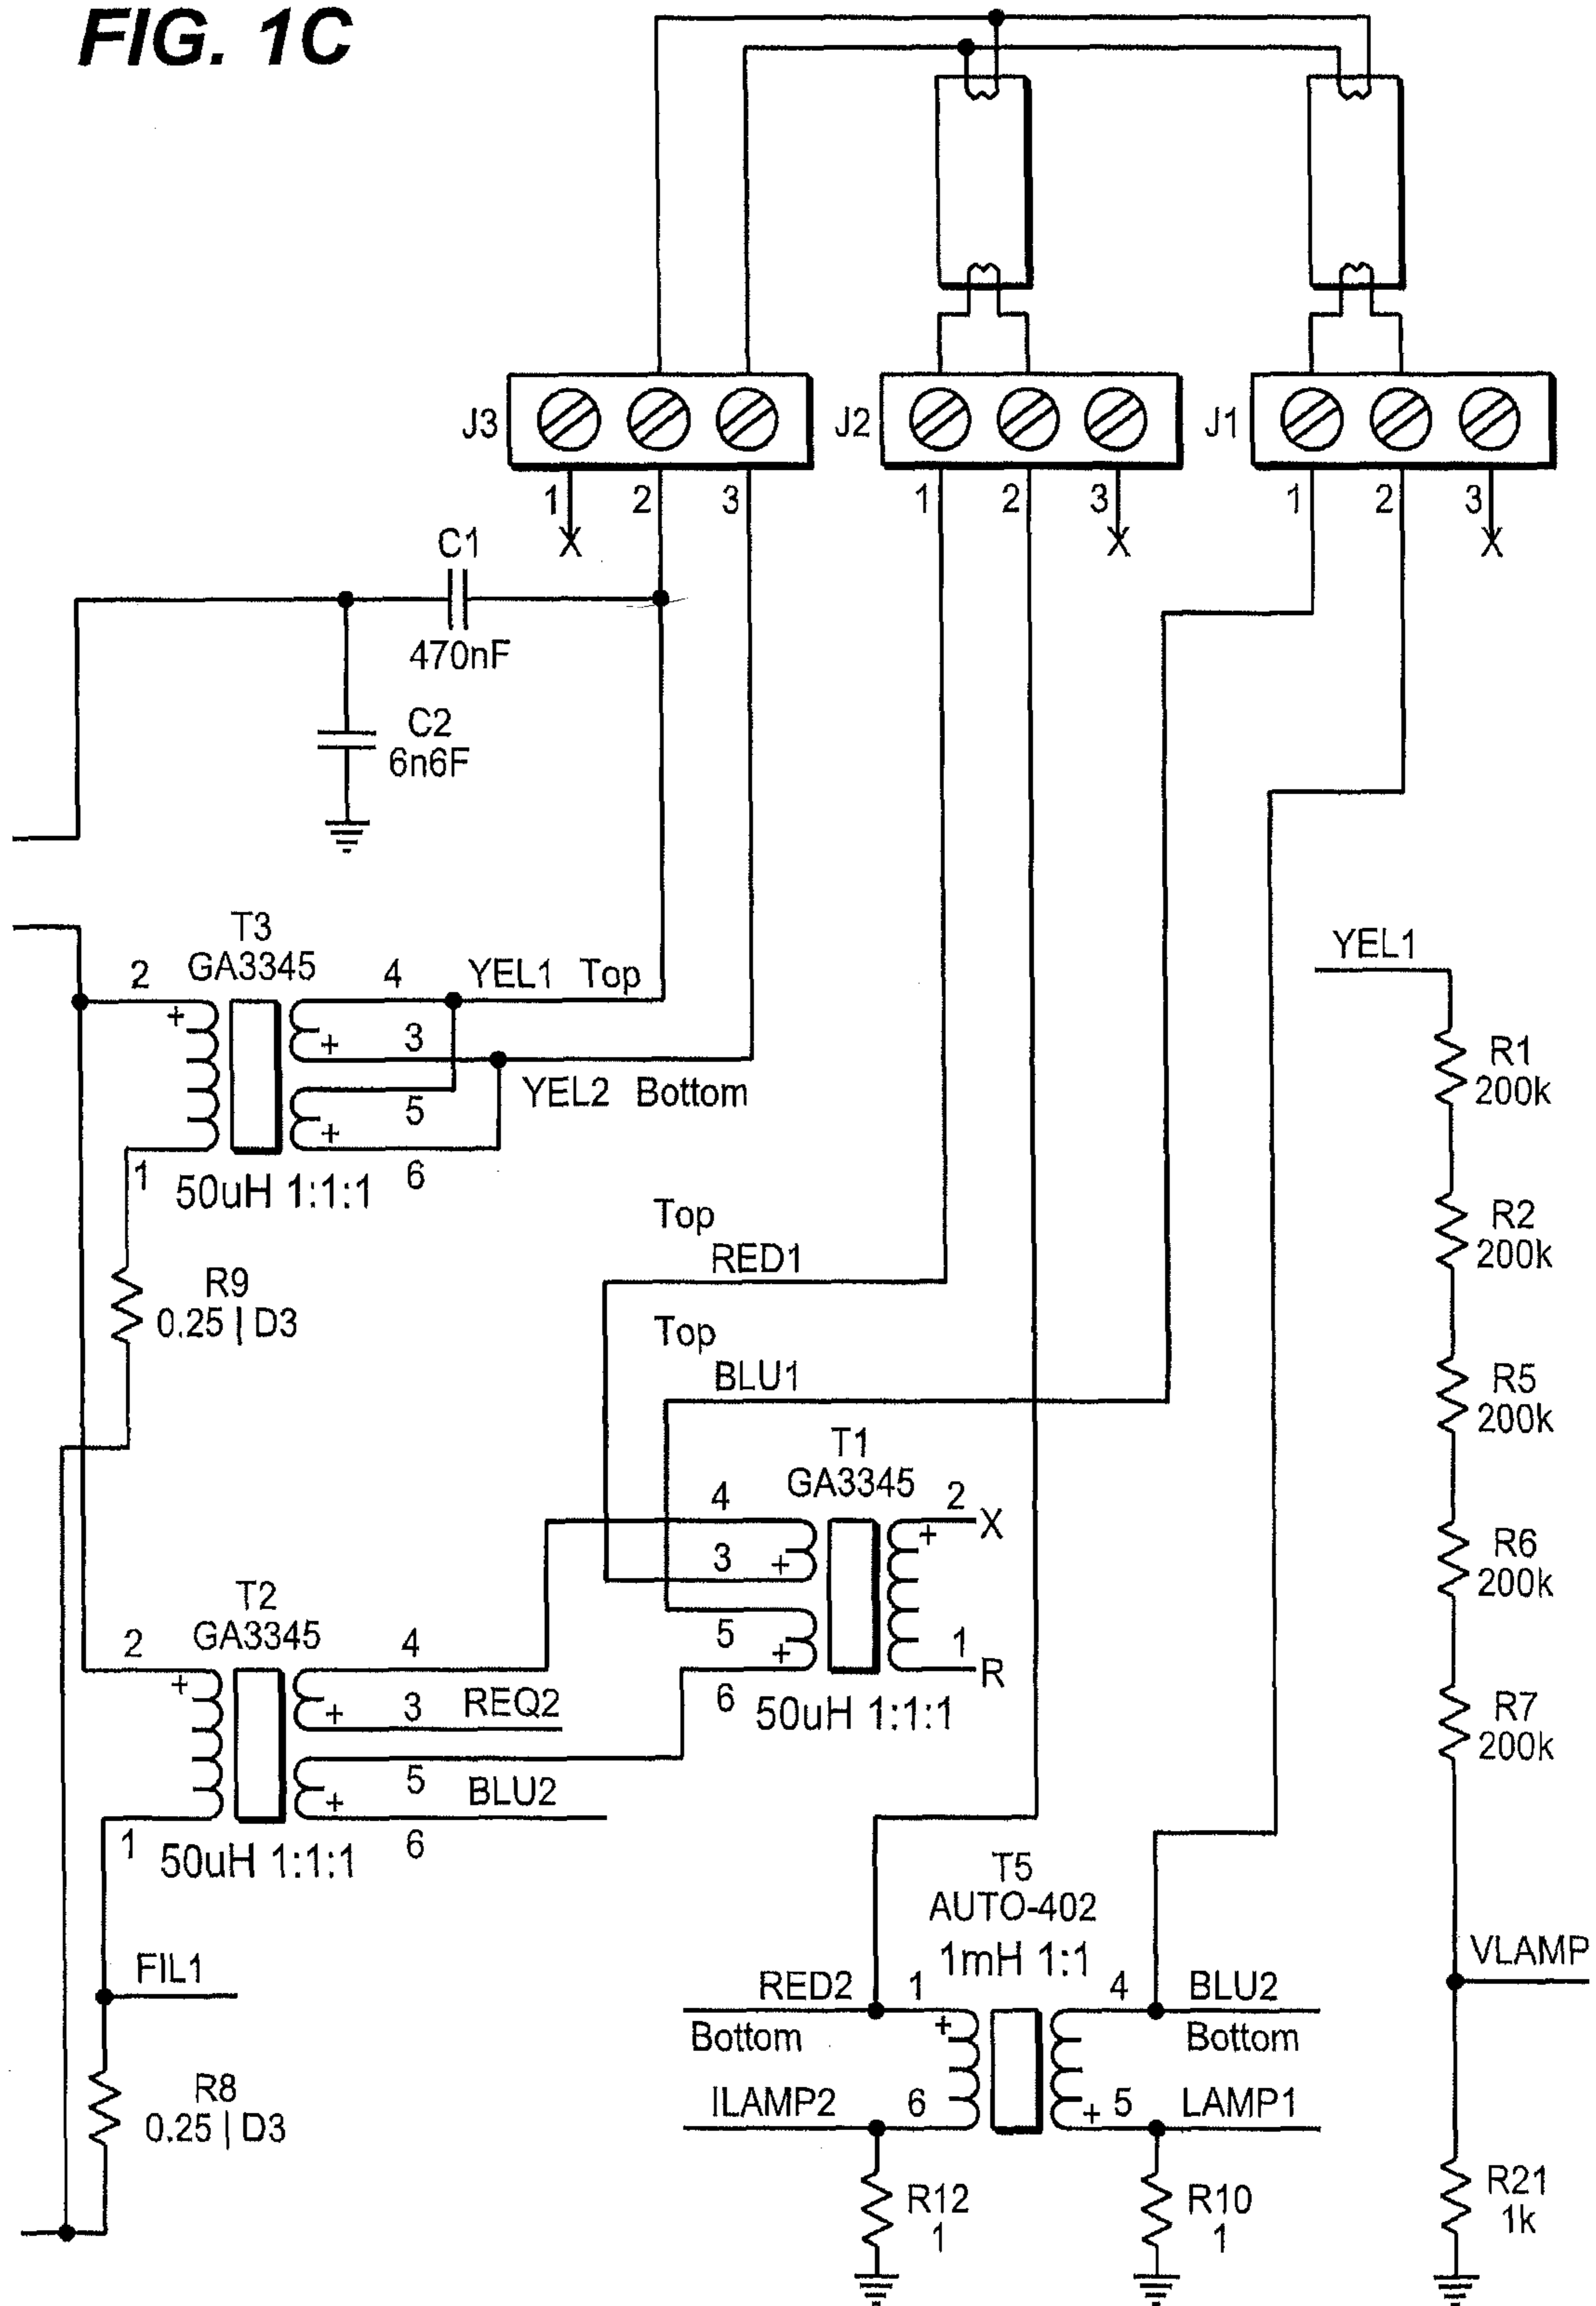 FIG. 1C
J3
J2
J1
1
2
3
1
2
3
1
2
3
X
X
X
C1
470nF
C2
6n6F
T3
GA3345
2
4
YEL1 Top
+
3
+
5
YEL2 Bottom
+
1
6
50uH 1:1:1
YEL1
R1
200k
R2
200k
R5
200k
R6
200k
R7
200k
R9
0.25 | D3
Top
RED1
Top
BLU1
T1
GA3345
4
2
X
+
3
+
5
1
+
R
6
50uH 1:1:1
T2
GA3345
2
4
+
3
REQ2
+
5
BLU2
+
1
6
50uH 1:1:1
FIL1
R8
0.25 | D3
T5
AUTO-402
1mH 1:1
RED2
1
4
BLU2
Bottom
+
Bottom
ILAMP2
6
+
5
LAMP1
R12
1
R10
1
VLAMP
R21
1k